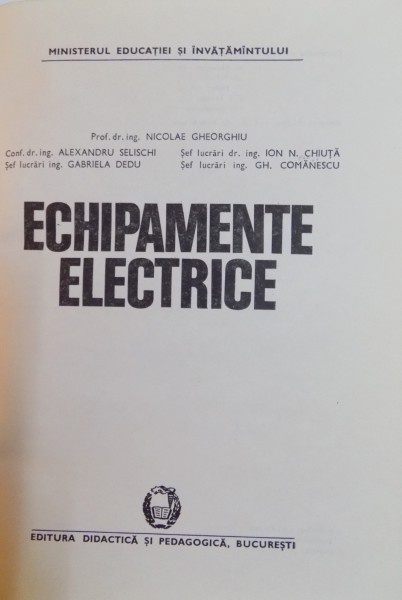 MINISTERUL EDUCAȚIEI ȘI ÎNVĂȚĂMÎNTULUI
Prof. dr. ing. NICOLAE GHEORGHIU
Conf. dr. ing. ALEXANDRU SELISCHI Șef lucrări dr. ing. ION N. CHIUȚĂ
Șef lucrări ing. GABRIELA DEDU Șef lucrări ing. GH. COMĂNESCU
ECHIPAMENTE
ELECTRICE
EDITURA DIDACTICĂ ȘI PEDAGOGICĂ, BUCUREȘTI